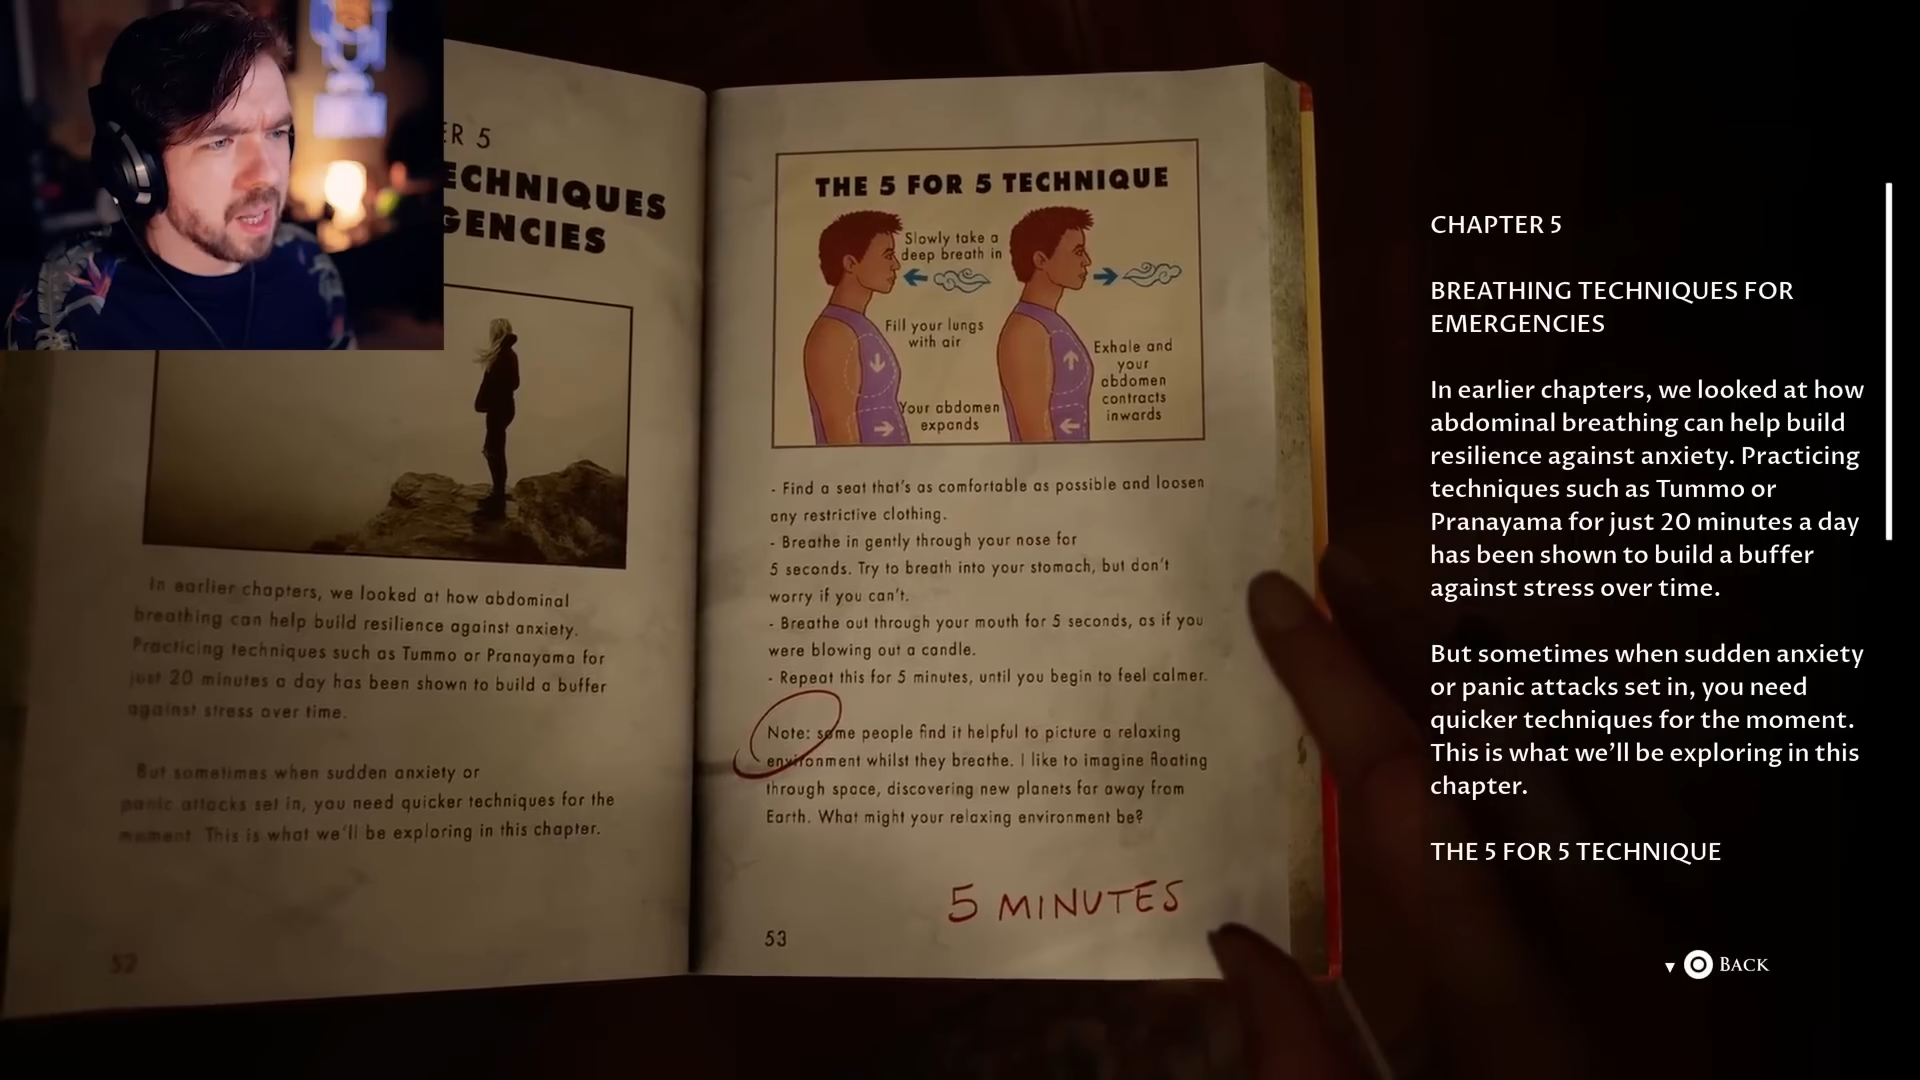 ER 5
ECHNIQUES
GENCIES
In earlier chapters, we looked at how abdominal
breathing can help build resilience against anxiety.
Practicing techniques such as Tummo or Pranayama for
just 20 minutes a day has been shown to build a buffer
against stress over time.
But sometimes when sudden anxiety or
panic attacks set in, you need quicker techniques for the
moment. This is what we'll be exploring in this chapter.
52
THE 5 FOR 5 TECHNIQUE
Slowly take a
deep breath in
Fill your lungs
with air
Your abdomen
expands
Exhale and
your
abdomen
contracts
inwards
- Find a seat that's as comfortable as possible and loosen
any restrictive clothing.
- Breathe in gently through your nose for
5 seconds. Try to breath into your stomach, but don't
worry if you can't.
- Breathe out through your mouth for 5 seconds, as if you
were blowing out a candle.
- Repeat this for 5 minutes, until you begin to feel calmer.
Note: some people find it helpful to picture a relaxing
environment whilst they breathe. I like to imagine floating
through space, discovering new planets far away from
Earth. What might your relaxing environment be?
5 MINUTES
53
CHAPTER 5
BREATHING TECHNIQUES FOR
EMERGENCIES
In earlier chapters, we looked at how
abdominal breathing can help build
resilience against anxiety. Practicing
techniques such as Tummo or
Pranayama for just 20 minutes a day
has been shown to build a buffer
against stress over time.
But sometimes when sudden anxiety
or panic attacks set in, you need
quicker techniques for the moment.
This is what we'll be exploring in this
chapter.
THE 5 FOR 5 TECHNIQUE
BACK